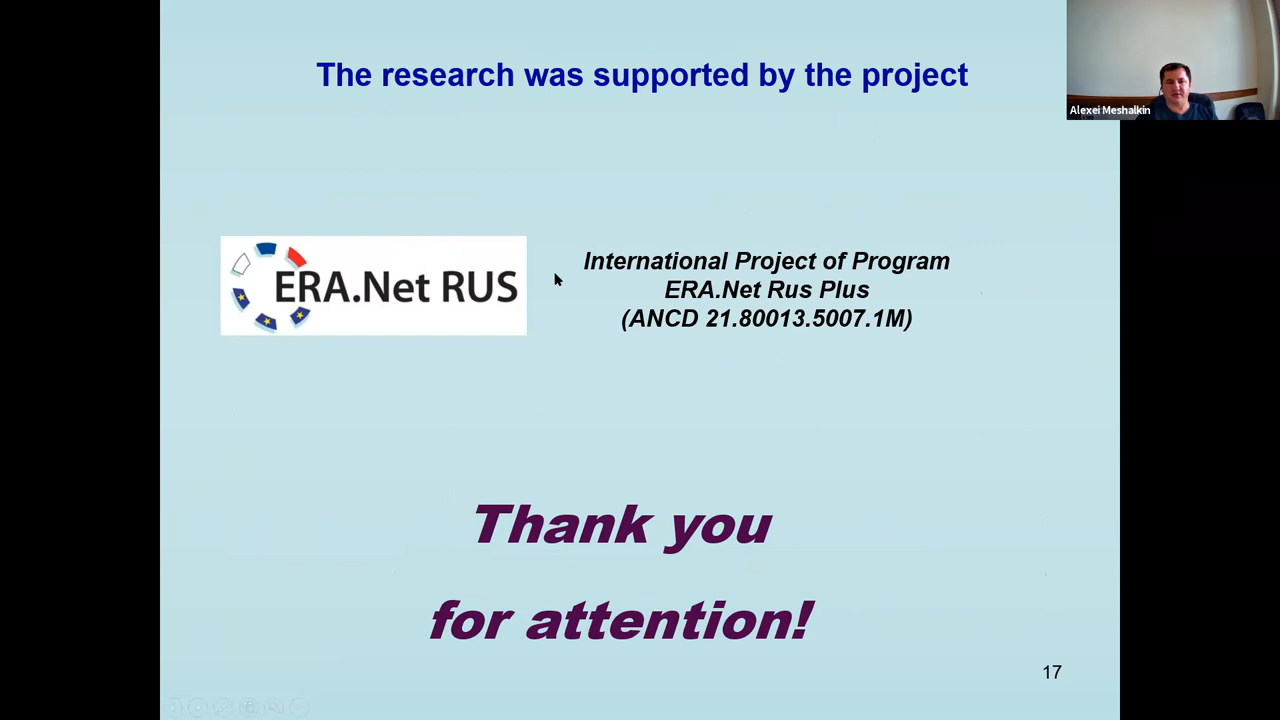 The research was supported by the project
Alexei Meshalkin
ERA.Net RUS
International Project of Program
ERA.Net Rus Plus
(ANCD 21.80013.5007.1M)
Thank you
for attention!
17